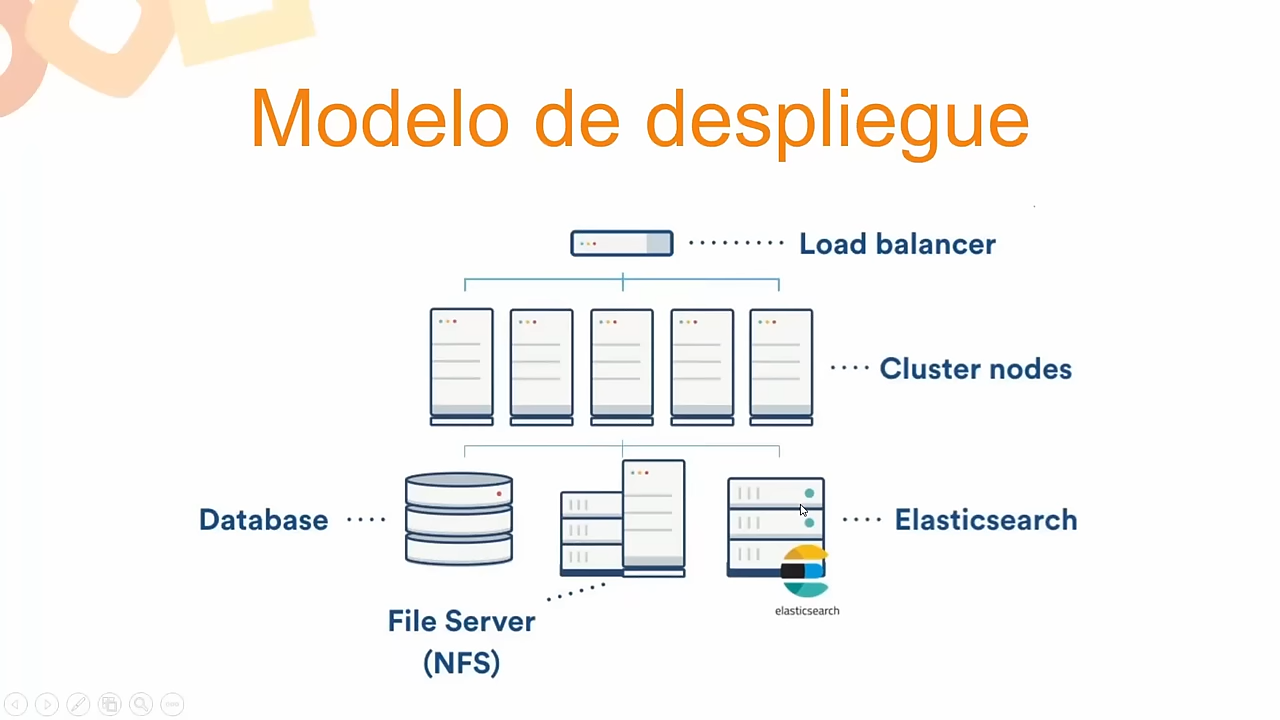 Modelo de despliegue
Load balancer
Cluster nodes
Database
Elasticsearch
elasticsearch
File Server
(NFS)